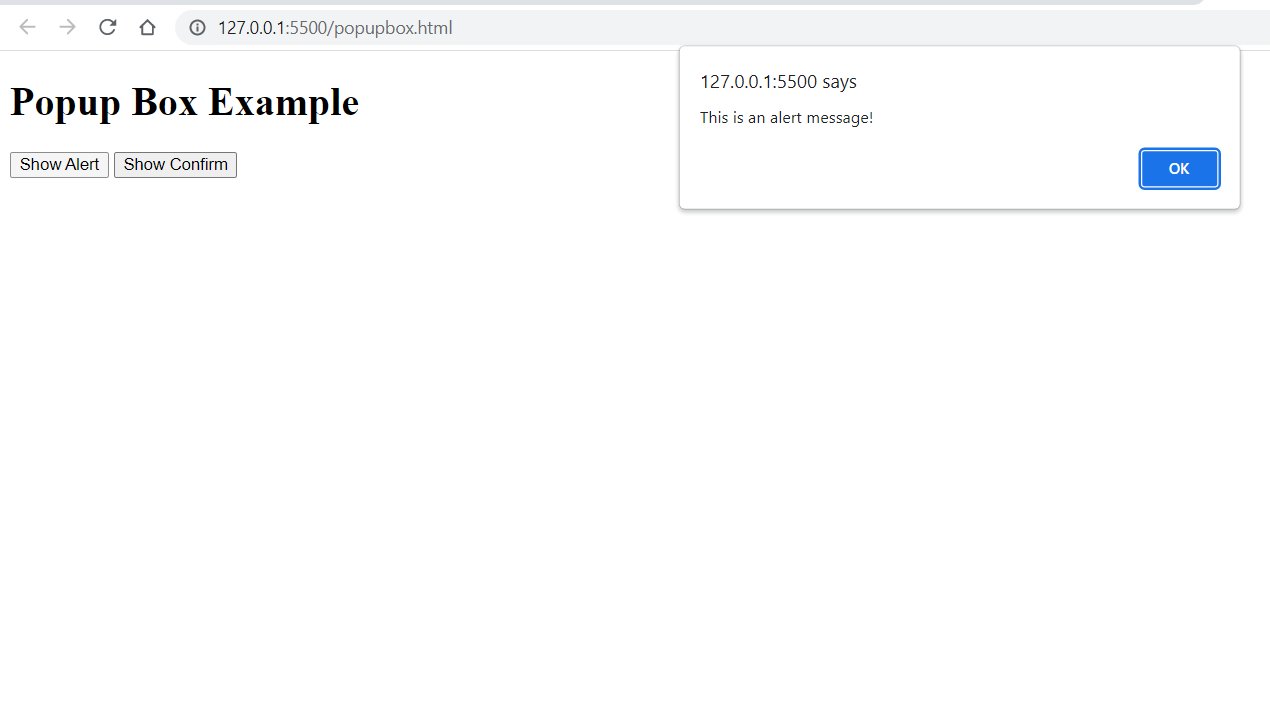 127.0.0.1:5500/popupbox.html
127.0.0.1:5500 says
This is an alert message!
OK
Popup Box Example
Show Alert Show Confirm